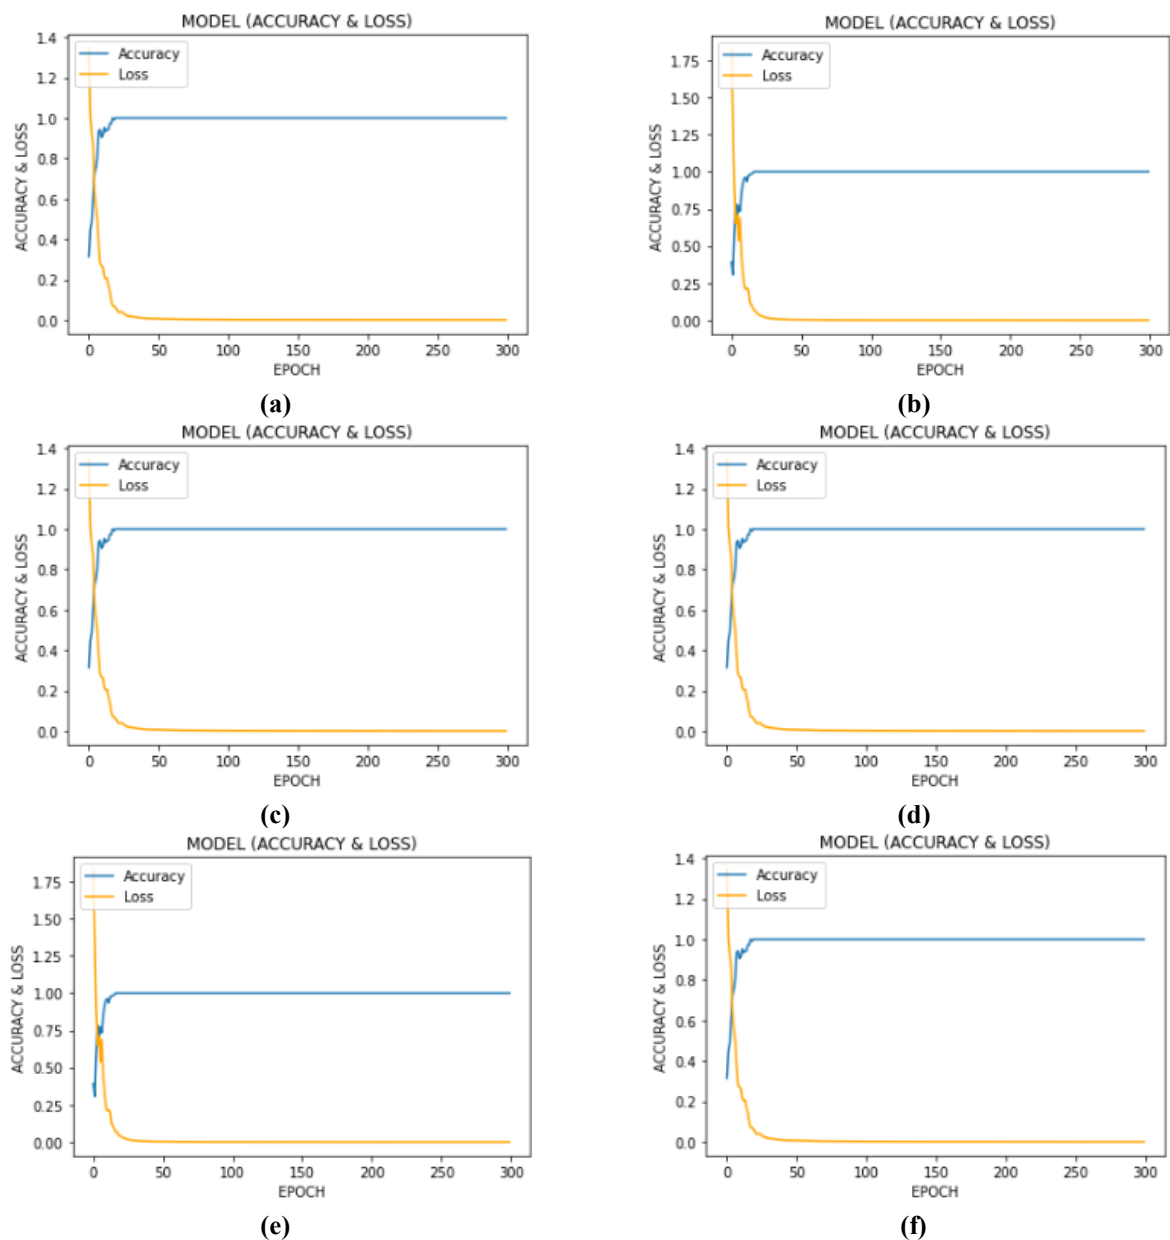 MODEL (ACCURACY & LOSS)
ACCURACY & LOSS
1.4
1.2
1.0
0.8
0.6
0.4
0.2
0.0
Accuracy
Loss
0 50 100 150 200 250 300
EPOCH
(a)
MODEL (ACCURACY & LOSS)
ACCURACY & LOSS
1.75
1.50
1.25
1.00
0.75
0.50
0.25
0.00
Accuracy
Loss
0 50 100 150 200 250 300
EPOCH
(b)
MODEL (ACCURACY & LOSS)
ACCURACY & LOSS
1.4
1.2
1.0
0.8
0.6
0.4
0.2
0.0
Accuracy
Loss
0 50 100 150 200 250 300
EPOCH
(c)
MODEL (ACCURACY & LOSS)
ACCURACY & LOSS
1.4
1.2
1.0
0.8
0.6
0.4
0.2
0.0
Accuracy
Loss
0 50 100 150 200 250 300
EPOCH
(d)
MODEL (ACCURACY & LOSS)
ACCURACY & LOSS
1.75
1.50
1.25
1.00
0.75
0.50
0.25
0.00
Accuracy
Loss
0 50 100 150 200 250 300
EPOCH
(e)
MODEL (ACCURACY & LOSS)
ACCURACY & LOSS
1.4
1.2
1.0
0.8
0.6
0.4
0.2
0.0
Accuracy
Loss
0 50 100 150 200 250 300
EPOCH
(f)